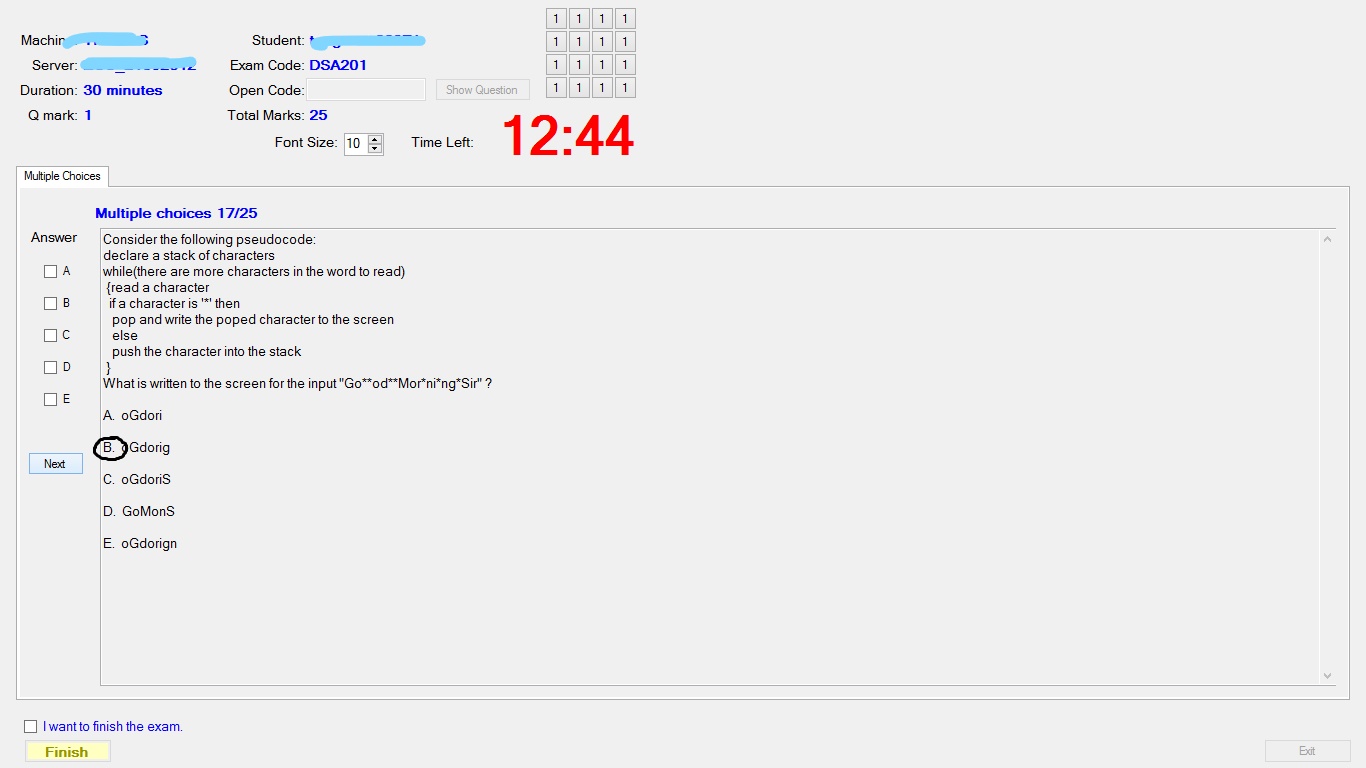 1 1 1 1
Student:
1 1 1 1
Server: Exam Code: DSA201
1 1 1 1
Duration: 30 minutes Open Code: Show Question
1 1 1 1
Q mark: 1 Total Marks: 25
Font Size: 10 Time Left: 12:44
Multiple Choices
Multiple choices 17/25
Answer
A
B
C
D
E
Next
Consider the following pseudocode:
declare a stack of characters
while(there are more characters in the word to read)
{read a character
if a character is '*' then
pop and write the poped character to the screen
else
push the character into the stack
}
What is written to the screen for the input "Go**od**Mor*ni*ng*Sir" ?
A. oGdori
B. oGdorig
C. oGdoriS
D. GoMonS
E. oGdorign
I want to finish the exam.
Finish Exit